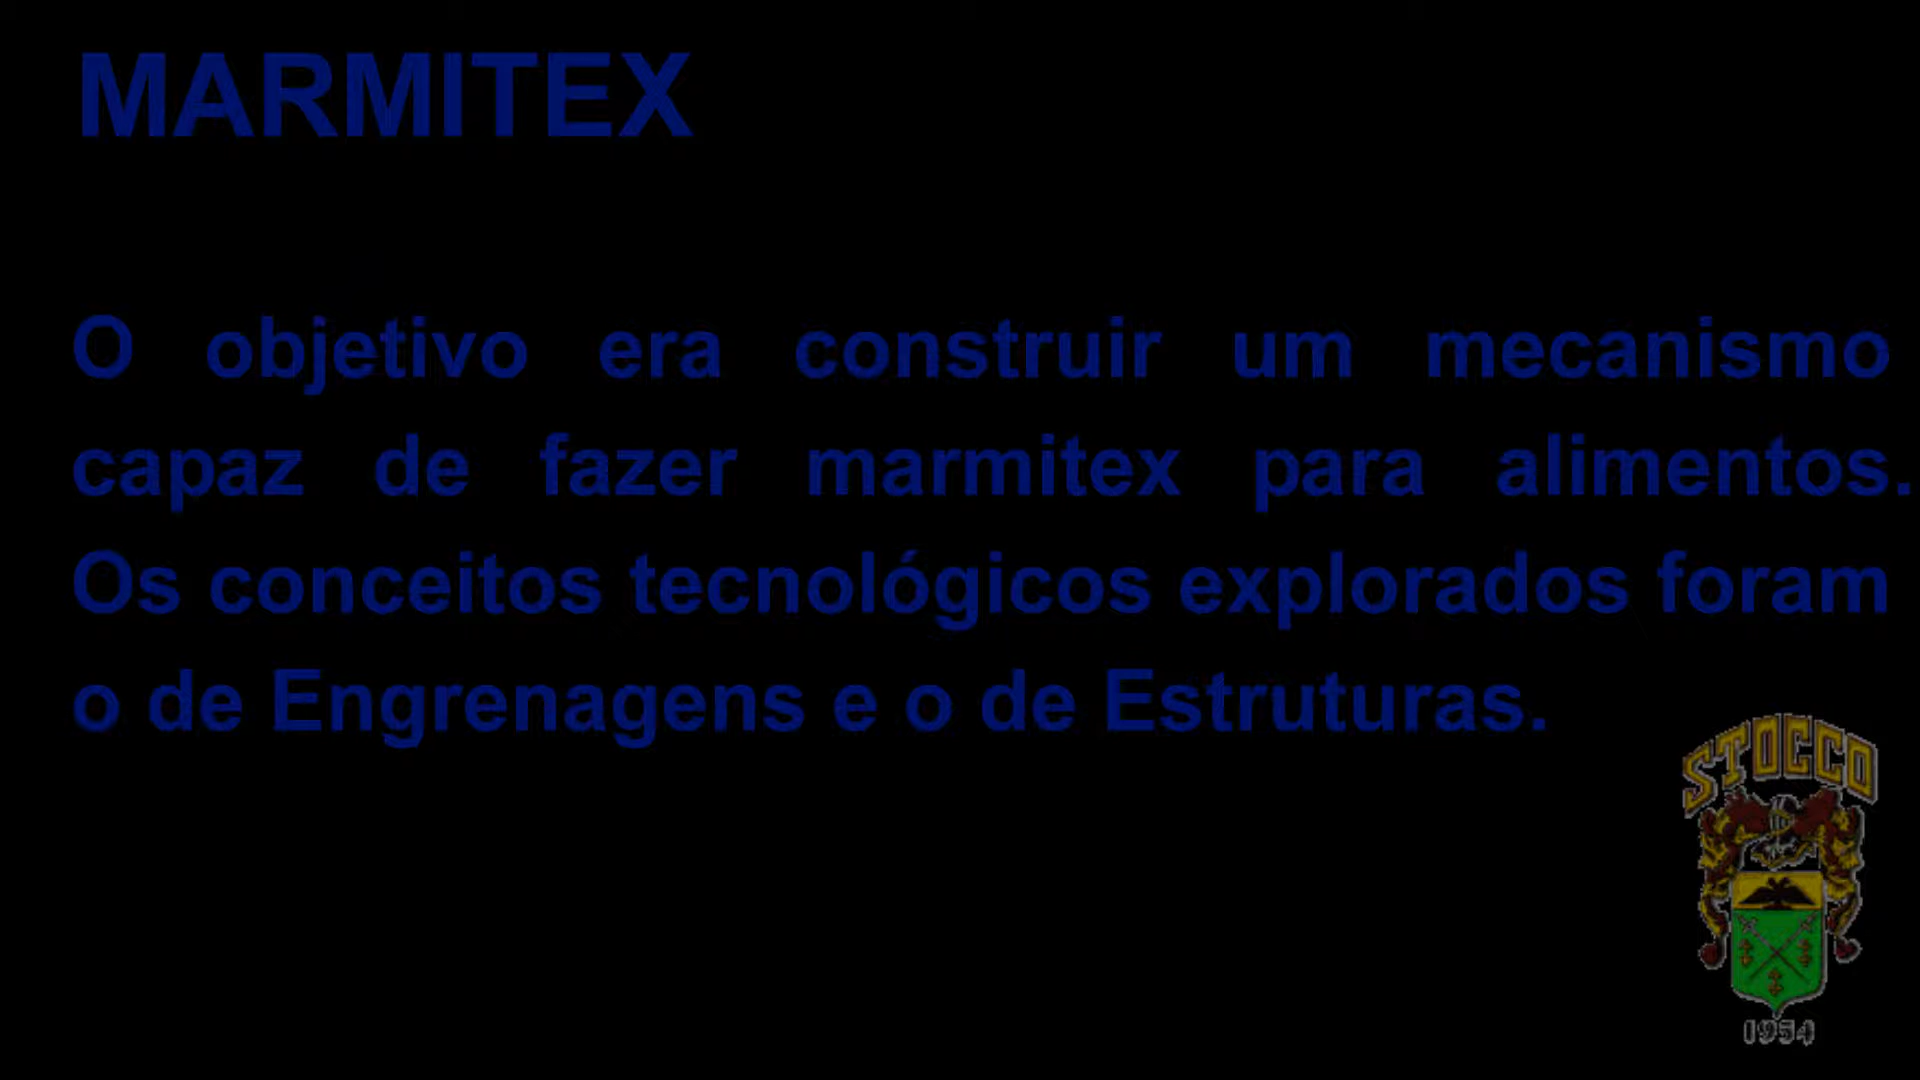 MARMITEX
O objetivo era construir um mecanismo
capaz de fazer marmitex para alimentos.
Os conceitos tecnológicos explorados foram
o de Engrenagens e o de Estruturas.
STOCCO
1954